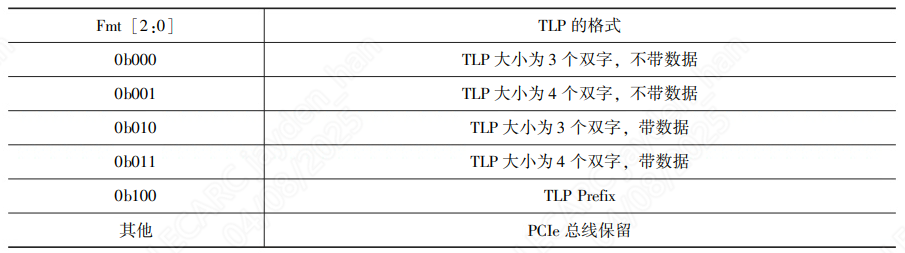 Fmt [2:0] TLP 的格式
0b000 TLP 大小为 3 个双字，不带数据
0b001 TLP 大小为 4 个双字，不带数据
0b010 TLP 大小为 3 个双字，带数据
0b011 TLP 大小为 4 个双字，带数据
0b100 TLP Prefix
其他 PCIe 总线保留